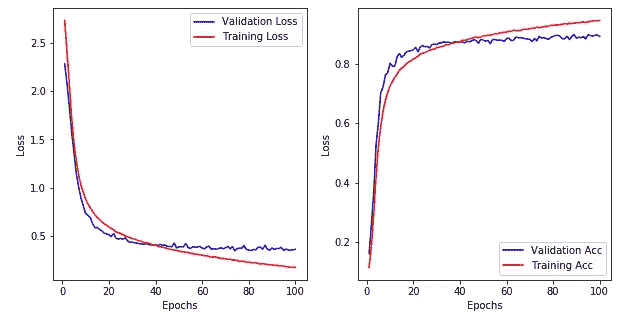 Validation Loss
Training Loss
2.5
2.0
1.5
1.0
0.5
Loss
0 20 40 60 80 100
Epochs
0.8
0.6
0.4
0.2
Loss
Validation Acc
Training Acc
0 20 40 60 80 100
Epochs